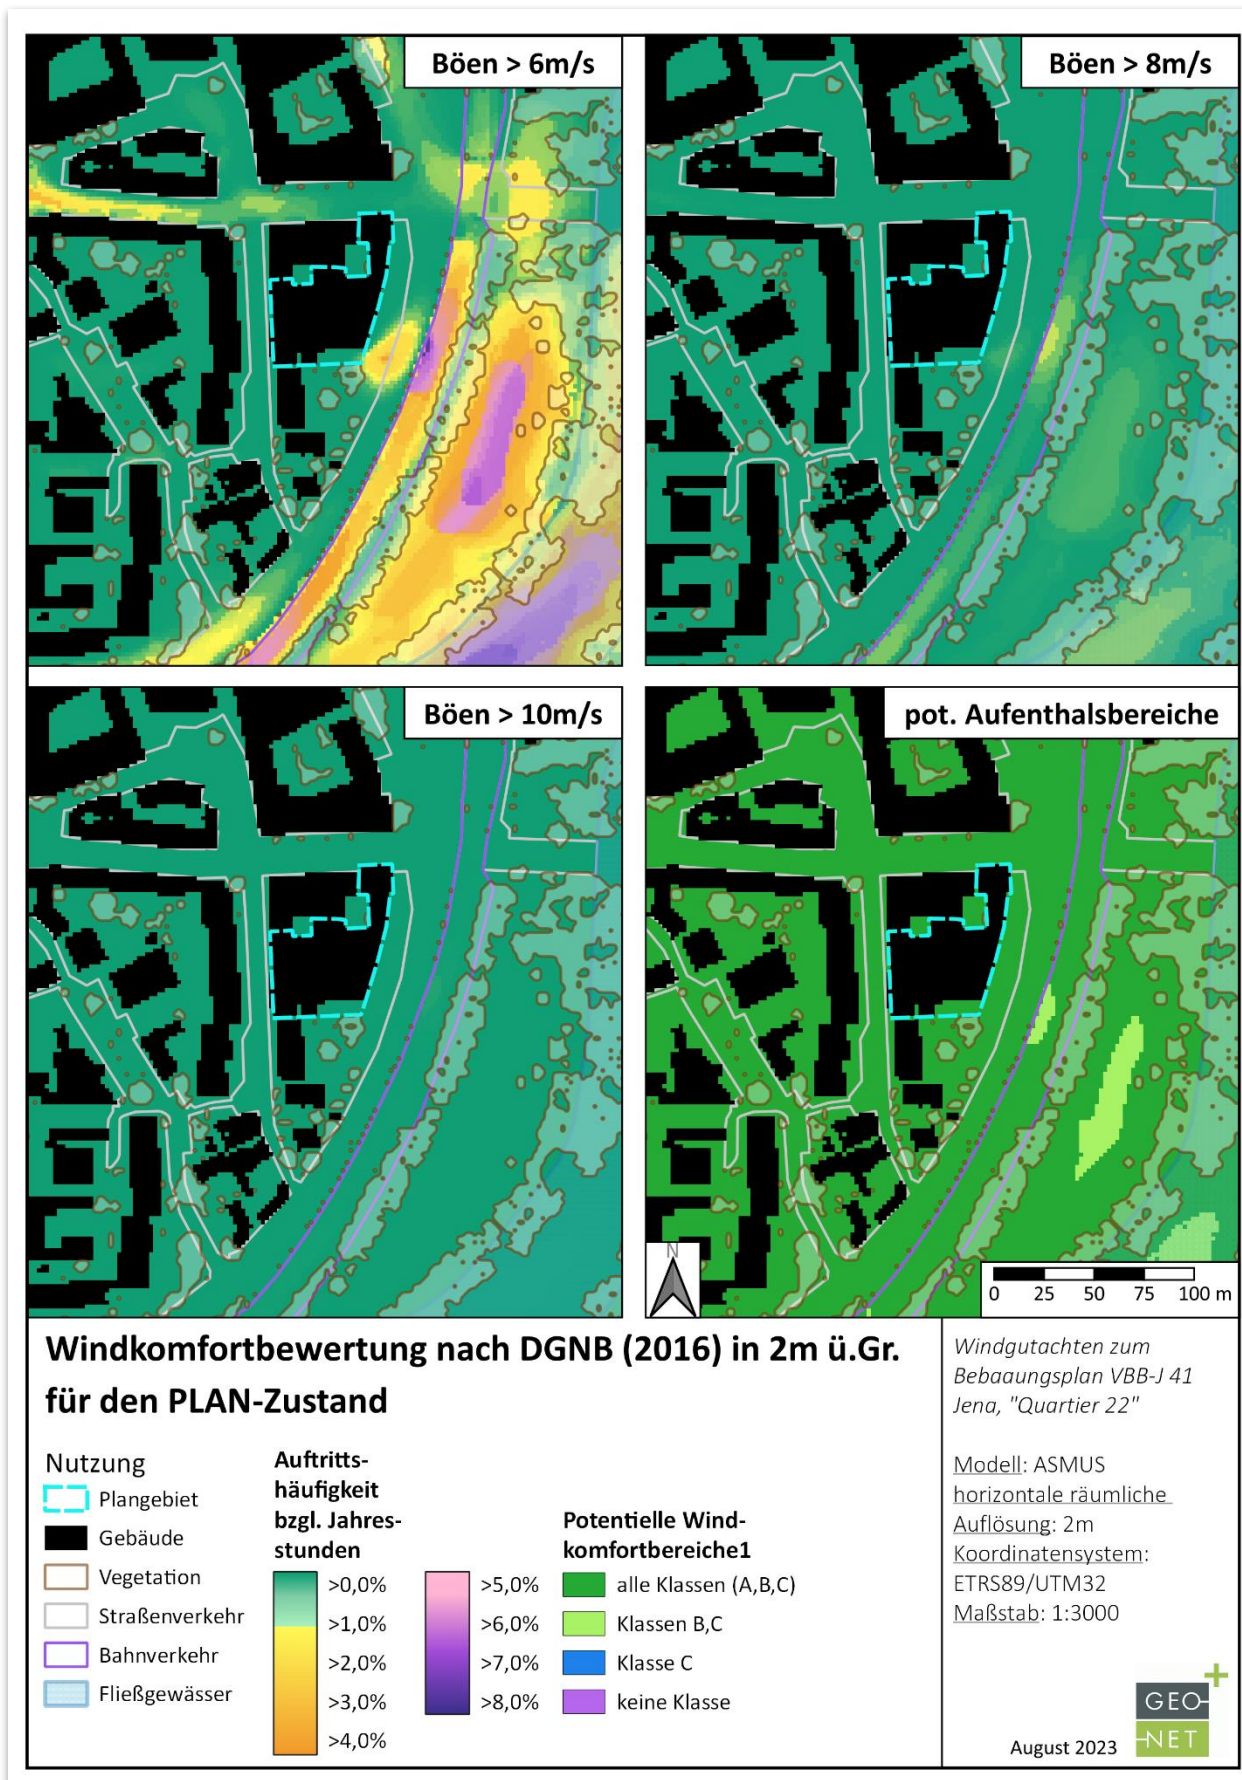 Böen > 6m/s
Böen > 8m/s
Böen > 10m/s
pot. Aufenthalsbereiche
N
0 25 50 75 100 m
Windkomfortbewertung nach DGNB (2016) in 2m ü.Gr.
für den PLAN-Zustand
Nutzung
Plangebiet
Gebäude
Vegetation
Straßenverkehr
Bahnverkehr
Fließgewässer
Auftritts-
häufigkeit
bzgl. Jahres-
stunden
>0,0%
>1,0%
>2,0%
>3,0%
>4,0%
>5,0%
>6,0%
>7,0%
>8,0%
Potentielle Wind-
komfortbereiche1
alle Klassen (A,B,C)
Klassen B,C
Klasse C
keine Klasse
Windgutachten zum
Bebaaungsplan VBB-J 41
Jena, "Quartier 22"
Modell: ASMUS
horizontale räumliche
Auflösung: 2m
Koordinatensystem:
ETRS89/UTM32
Maßstab: 1:3000
August 2023
GEO
NET